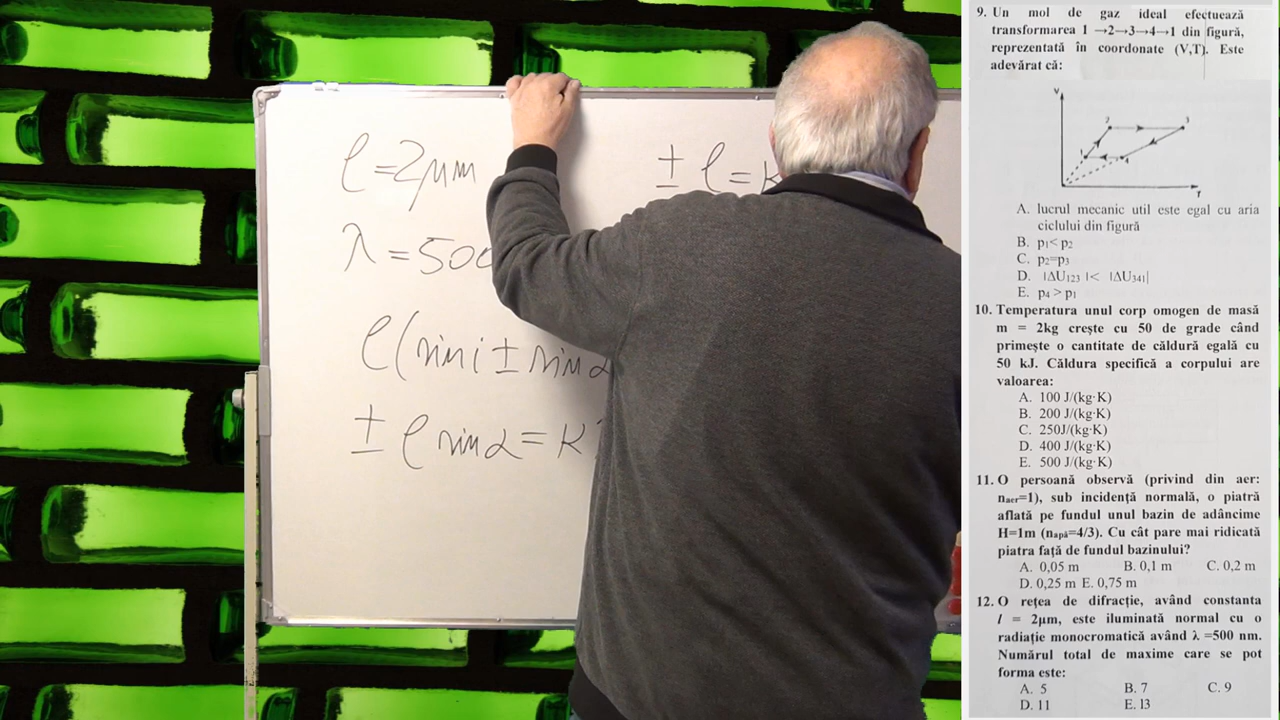 l=2μm
± l=k
λ=500
l(sin i ± sin α
± l sin α = k
9. Un mol de gaz ideal efectuează
transformarea 1 →2→3→4→1 din figură,
reprezentată în coordonate (V,T). Este
adevărat că:
V
2
3
4
T
A. lucrul mecanic util este egal cu aria
ciclului din figură
B. p1< p2
C. p2=p3
D. |ΔU123 |< |ΔU341|
E. p4 > p1
10. Temperatura unui corp omogen de masă
m = 2kg crește cu 50 de grade când
primește o cantitate de căldură egală cu
50 kJ. Căldura specifică a corpului are
valoarea:
A. 100 J/(kg·K)
B. 200 J/(kg·K)
C. 250J/(kg·K)
D. 400 J/(kg·K)
E. 500 J/(kg·K)
11. O persoană observă (privind din aer:
naer=1), sub incidență normală, o piatră
aflată pe fundul unui bazin de adâncime
H=1m (napă=4/3). Cu cât pare mai ridicată
piatra față de fundul bazinului?
A. 0,05 m B. 0,1 m C. 0,2 m
D. 0,25 m E. 0,75 m
12. O rețea de difracție, având constanta
l = 2μm, este iluminată normal cu o
radiație monocromatică având λ =500 nm.
Numărul total de maxime care se pot
forma este:
A. 5 B. 7 C. 9
D. 11 E. 13